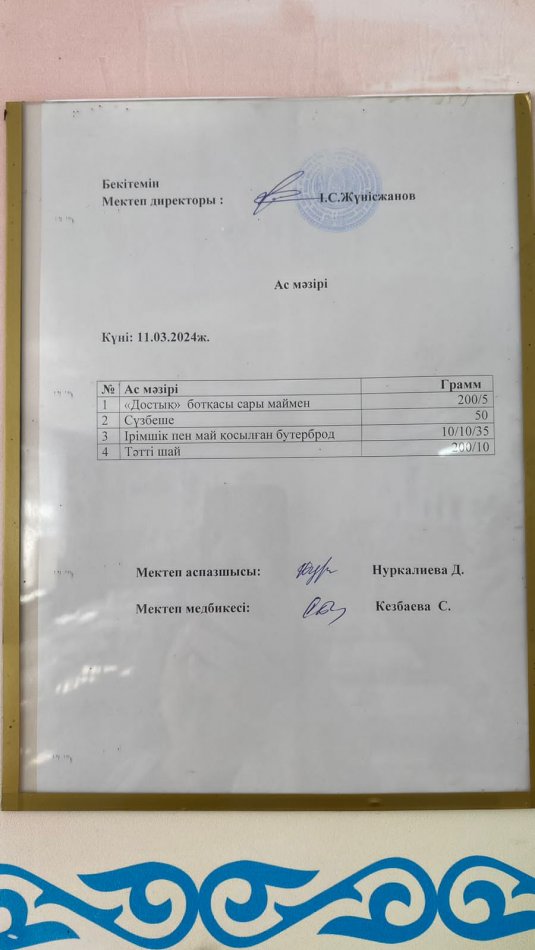 Бекітемін
Мектеп директоры : І.С.Жүнісжанов
Ас мәзірі
Күні: 11.03.2024ж.
№ Ас мәзірі Грамм
1 «Достық» ботқасы сары маймен 200/5
2 Сүзбеше 50
3 Ірімшік пен май қосылған бутерброд 10/10/35
4 Тәтті шай 200/10
Мектеп аспазшысы: Нуркалиева Д.
Мектеп медбикесі: Кезбаева С.